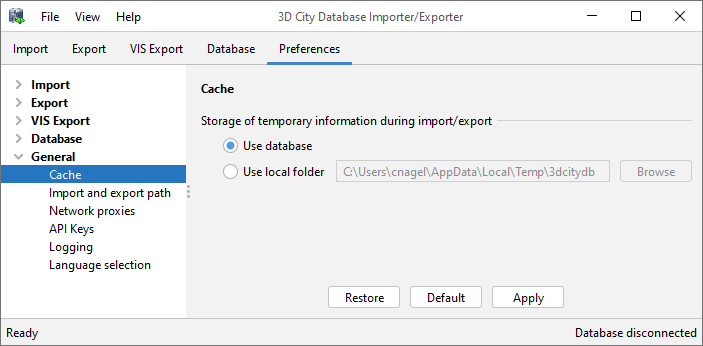 3D City Database Importer/Exporter
File View Help
Import Export VIS Export Database Preferences
Import
Export
VIS Export
Database
General
Cache
Import and export path
Network proxies
API Keys
Logging
Language selection
Cache
Storage of temporary information during import/export
Use database
Use local folder C:\Users\cnagel\AppData\Local\Temp\3dcitydb Browse
Restore Default Apply
Ready Database disconnected